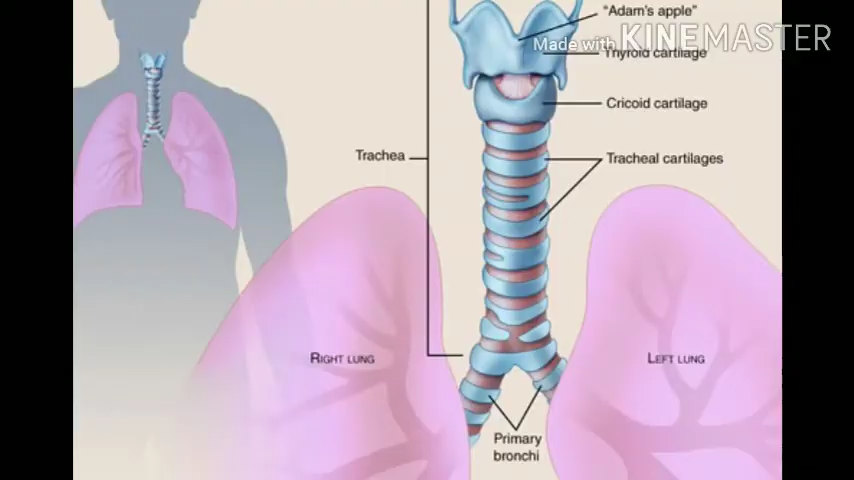 "Adam's apple"
Made with KINEMASTER
Thyroid cartilage
Cricoid cartilage
Trachea
Tracheal cartilages
RIGHT LUNG
LEFT LUNG
Primary
bronchi